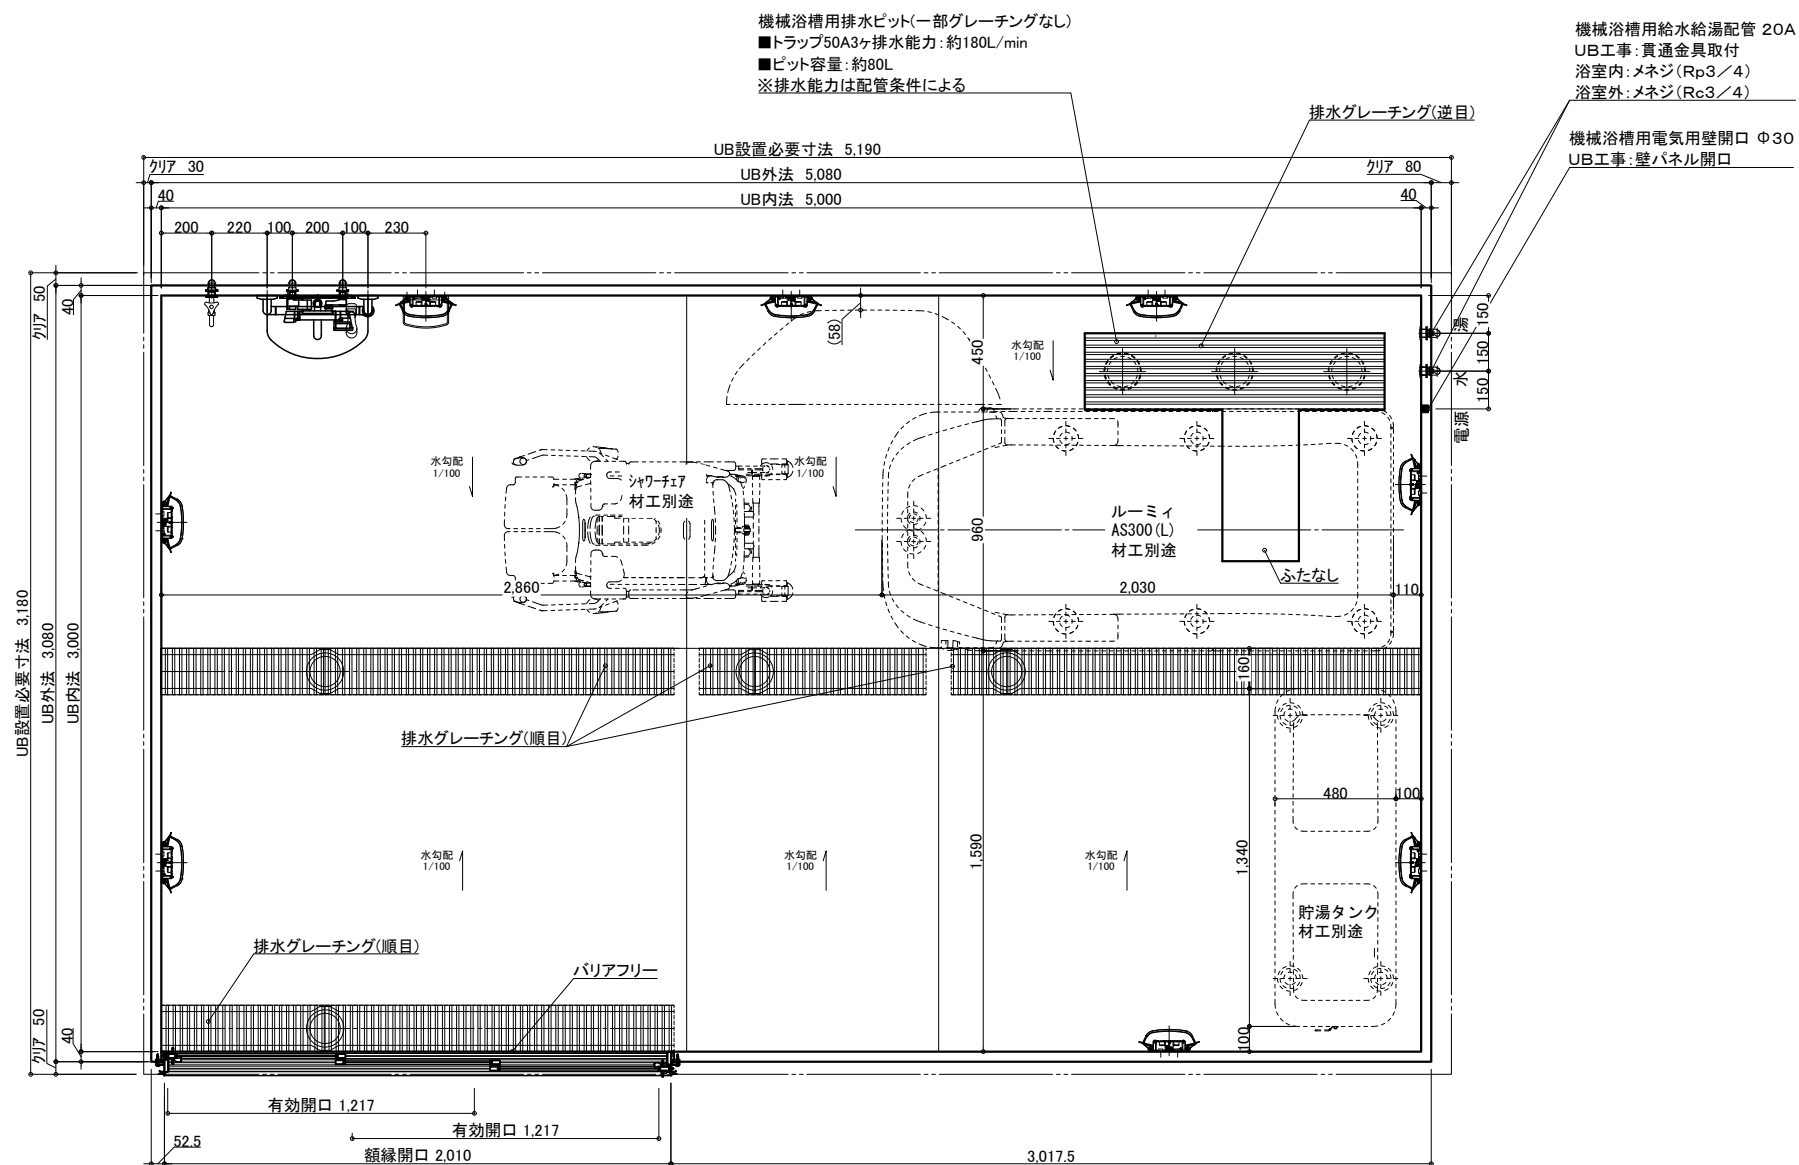 機械浴槽用排水ピット(一部グレーチングなし)
■トラップ50A3ヶ排水能力:約180L/min
■ピット容量:約80L
※排水能力は配管条件による
機械浴槽用給水給湯配管 20A
UB工事:貫通金具取付
浴室内:メネジ(Rp3/4)
浴室外:メネジ(Rc3/4)
排水グレーチング(逆目)
機械浴槽用電気用壁開口 Φ30
UB工事:壁パネル開口
UB設置必要寸法 5,190
クリア 30
UB外法 5,080
クリア 80
40
UB内法 5,000
40
200
220
100
200
100
230
クリア 50
40
(58)
450
水勾配
1/100
湯
150
150
水
150
電源
水勾配
1/100
シャワーチェア
材工別途
水勾配
1/100
960
ルーミィ
AS300(L)
材工別途
ふたなし
2,860
2,030
110
UB設置必要寸法 3,180
UB外法 3,080
UB内法 3,000
160
排水グレーチング(順目)
480
100
水勾配
1/100
水勾配
1/100
1,590
水勾配
1/100
1,340
貯湯タンク
材工別途
排水グレーチング(順目)
バリアフリー
クリア 50
40
100
有効開口 1,217
有効開口 1,217
52.5
額縁開口 2,010
3,017.5